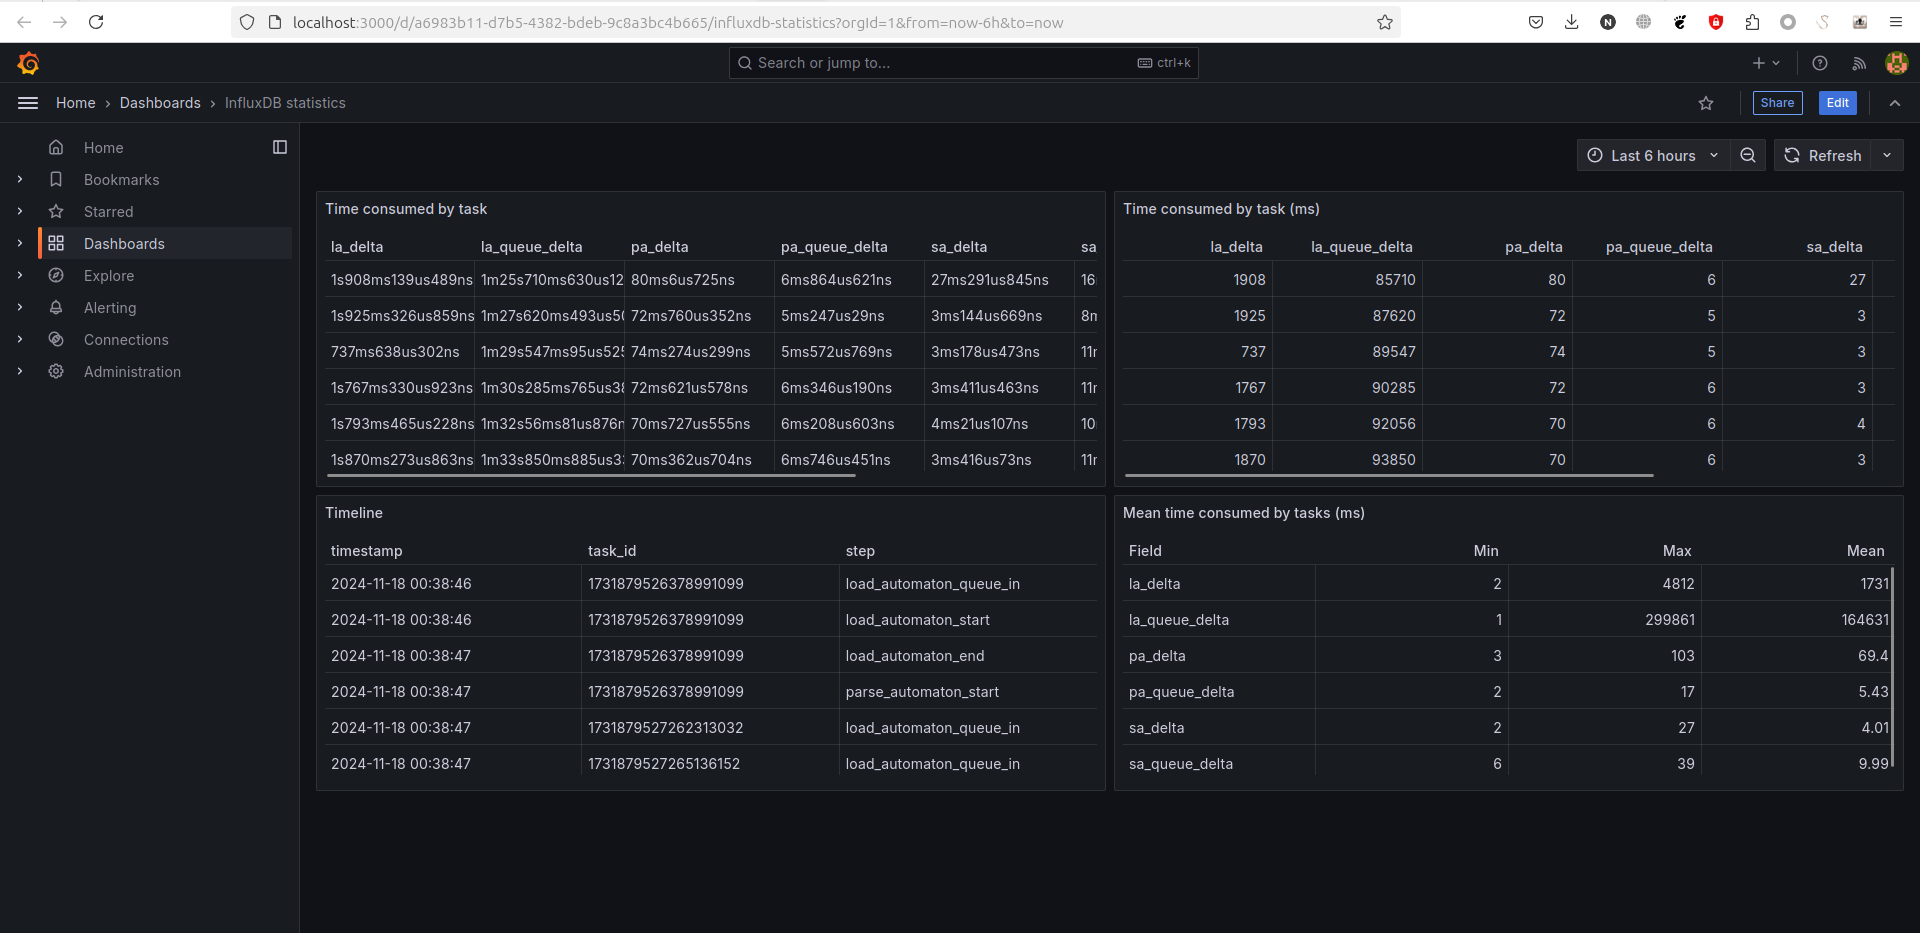 localhost:3000/d/a6983b11-d7b5-4382-bdeb-9c8a3bc4b665/influxdb-statistics?orgId=1&from=now-6h&to=now
Search or jump to... ctrl+k
Home › Dashboards › InfluxDB statistics
Share Edit
Home
Bookmarks
Starred
Dashboards
Explore
Alerting
Connections
Administration
Last 6 hours Refresh
Time consumed by task
la_delta la_queue_delta pa_delta pa_queue_delta sa_delta sa
1s908ms139us489ns 1m25s710ms630us12 80ms6us725ns 6ms864us621ns 27ms291us845ns 16
1s925ms326us859ns 1m27s620ms493us50 72ms760us352ns 5ms247us29ns 3ms144us669ns 8m
737ms638us302ns 1m29s547ms95us525 74ms274us299ns 5ms572us769ns 3ms178us473ns 11
1s767ms330us923ns 1m30s285ms765us38 72ms621us578ns 6ms346us190ns 3ms411us463ns 11
1s793ms465us228ns 1m32s56ms81us876n 70ms727us555ns 6ms208us603ns 4ms21us107ns 10
1s870ms273us863ns 1m33s850ms885us33 70ms362us704ns 6ms746us451ns 3ms416us73ns 11
Time consumed by task (ms)
la_delta la_queue_delta pa_delta pa_queue_delta sa_delta
1908 85710 80 6 27
1925 87620 72 5 3
737 89547 74 5 3
1767 90285 72 6 3
1793 92056 70 6 4
1870 93850 70 6 3
Timeline
timestamp task_id step
2024-11-18 00:38:46 1731879526378991099 load_automaton_queue_in
2024-11-18 00:38:46 1731879526378991099 load_automaton_start
2024-11-18 00:38:47 1731879526378991099 load_automaton_end
2024-11-18 00:38:47 1731879526378991099 parse_automaton_start
2024-11-18 00:38:47 1731879527262313032 load_automaton_queue_in
2024-11-18 00:38:47 1731879527265136152 load_automaton_queue_in
Mean time consumed by tasks (ms)
Field Min Max Mean
la_delta 2 4812 1731
la_queue_delta 1 299861 164631
pa_delta 3 103 69.4
pa_queue_delta 2 17 5.43
sa_delta 2 27 4.01
sa_queue_delta 6 39 9.99